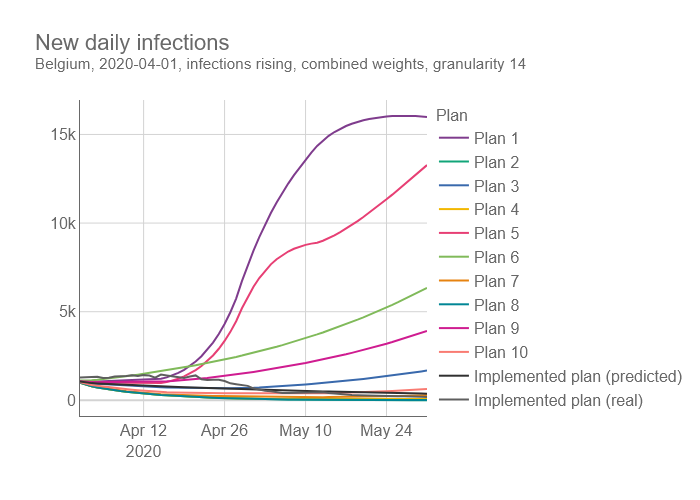 New daily infections
Belgium, 2020-04-01, infections rising, combined weights, granularity 14
Plan
15k
Plan 1
Plan 2
Plan 3
10k
Plan 4
Plan 5
Plan 6
Plan 7
5k
Plan 8
Plan 9
Plan 10
Implemented plan (predicted)
0
Implemented plan (real)
Apr 12
Apr 26
May 10
May 24
2020